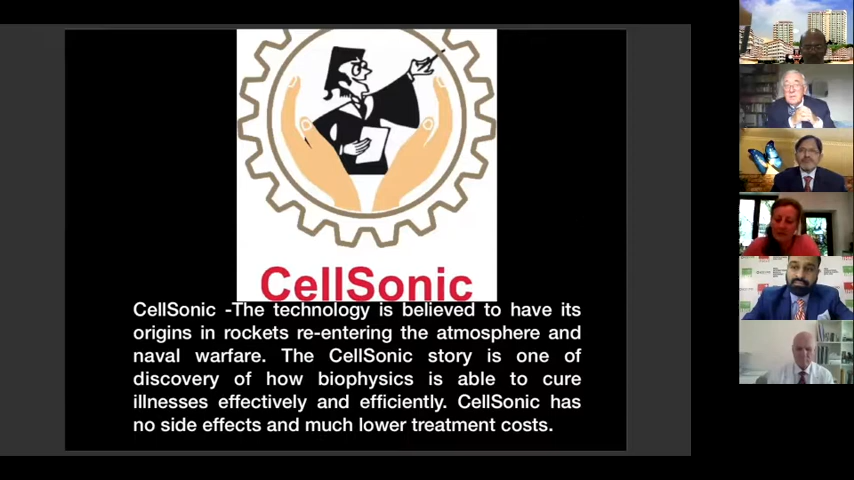 CellSonic
CellSonic -The technology is believed to have its
origins in rockets re-entering the atmosphere and
naval warfare. The CellSonic story is one of
discovery of how biophysics is able to cure
illnesses effectively and efficiently. CellSonic has
no side effects and much lower treatment costs.